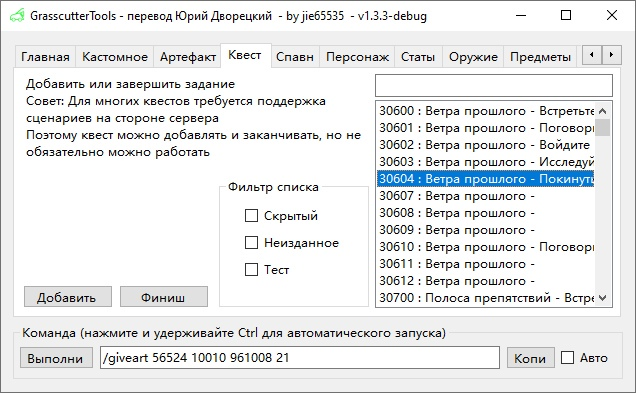 GrasscutterTools - перевод Юрий Дворецкий - by jie65535 - v1.3.3-debug
Главная Кастомное Артефакт Квест Спавн Персонаж Статы Оружие Предметы
Добавить или завершить задание
Совет: Для многих квестов требуется поддержка
сценариев на стороне сервера
Поэтому квест можно добавлять и заканчивать, но не
обязательно можно работать
Фильтр списка
Скрытый
Неизданное
Тест
Добавить Финиш
30600 : Ветра прошлого - Встретьте
30601 : Ветра прошлого - Поговори
30602 : Ветра прошлого - Войдите
30603 : Ветра прошлого - Исследуй
30604 : Ветра прошлого - Покинуть
30607 : Ветра прошлого -
30608 : Ветра прошлого -
30609 : Ветра прошлого -
30610 : Ветра прошлого - Поговори
30611 : Ветра прошлого -
30612 : Ветра прошлого -
30700 : Полоса препятствий - Встре
Команда (нажмите и удерживайте Ctrl для автоматического запуска)
Выполни /giveart 56524 10010 961008 21 Копи Авто